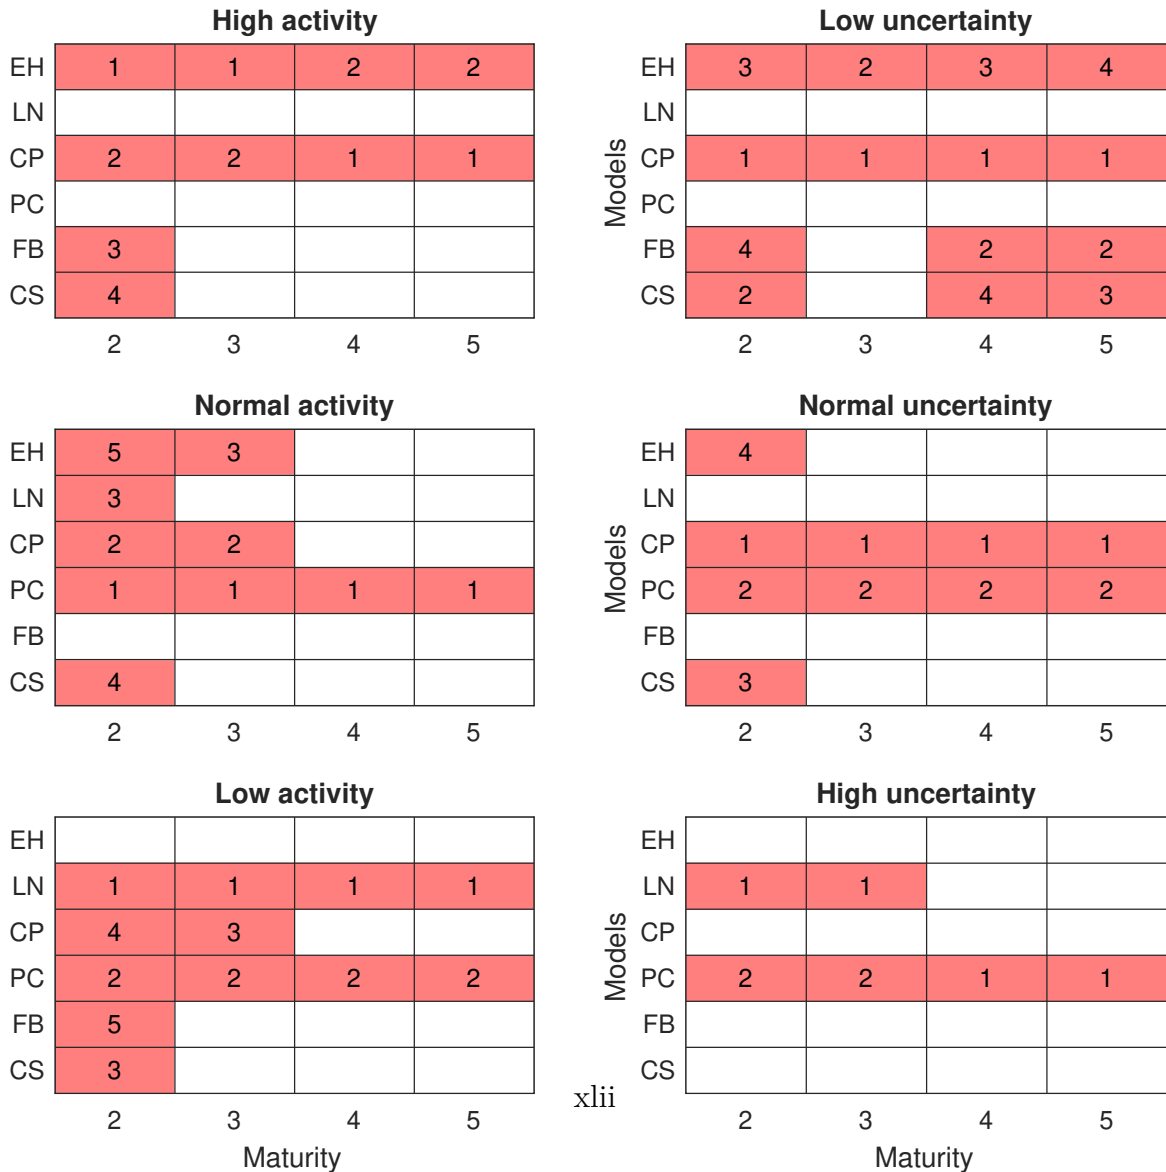 High activity
EH 1 1 2 2
LN
CP 2 2 1 1
PC
FB 3
CS 4
2 3 4 5
Low uncertainty
Models
EH 3 2 3 4
LN
CP 1 1 1 1
PC
FB 4 2 2
CS 2 4 3
2 3 4 5
Normal activity
EH 5 3
LN 3
CP 2 2
PC 1 1 1 1
FB
CS 4
2 3 4 5
Normal uncertainty
Models
EH 4
LN
CP 1 1 1 1
PC 2 2 2 2
FB
CS 3
2 3 4 5
Low activity
EH
LN 1 1 1 1
CP 4 3
PC 2 2 2 2
FB 5
CS 3
2 3 4 5
Maturity
High uncertainty
Models
EH
LN 1 1
CP
PC 2 2 1 1
FB
CS
2 3 4 5
Maturity
xlii